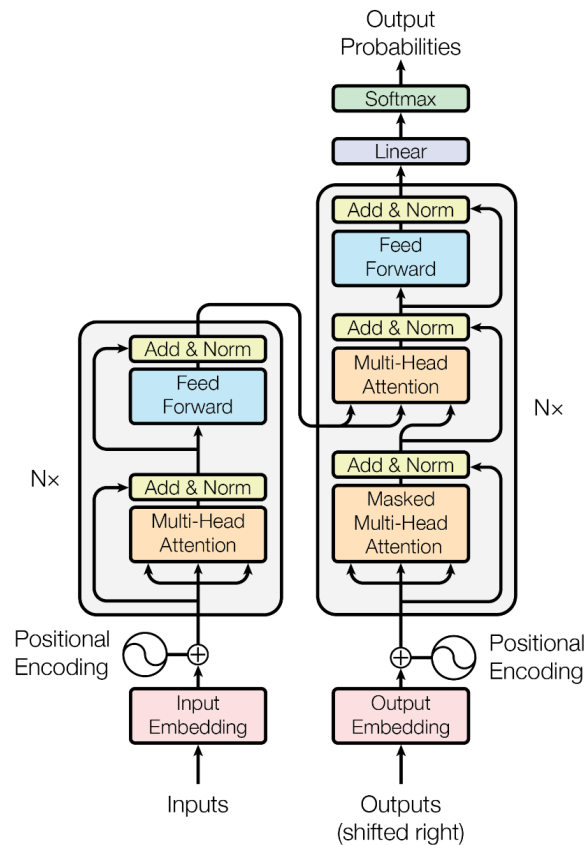 Output
Probabilities
Softmax
Linear
Add & Norm
Feed
Forward
Add & Norm
Multi-Head
Attention
Add & Norm
Masked
Multi-Head
Attention
N×
Add & Norm
Feed
Forward
Add & Norm
Multi-Head
Attention
N×
Positional
Encoding
Positional
Encoding
Input
Embedding
Output
Embedding
Inputs
Outputs
(shifted right)